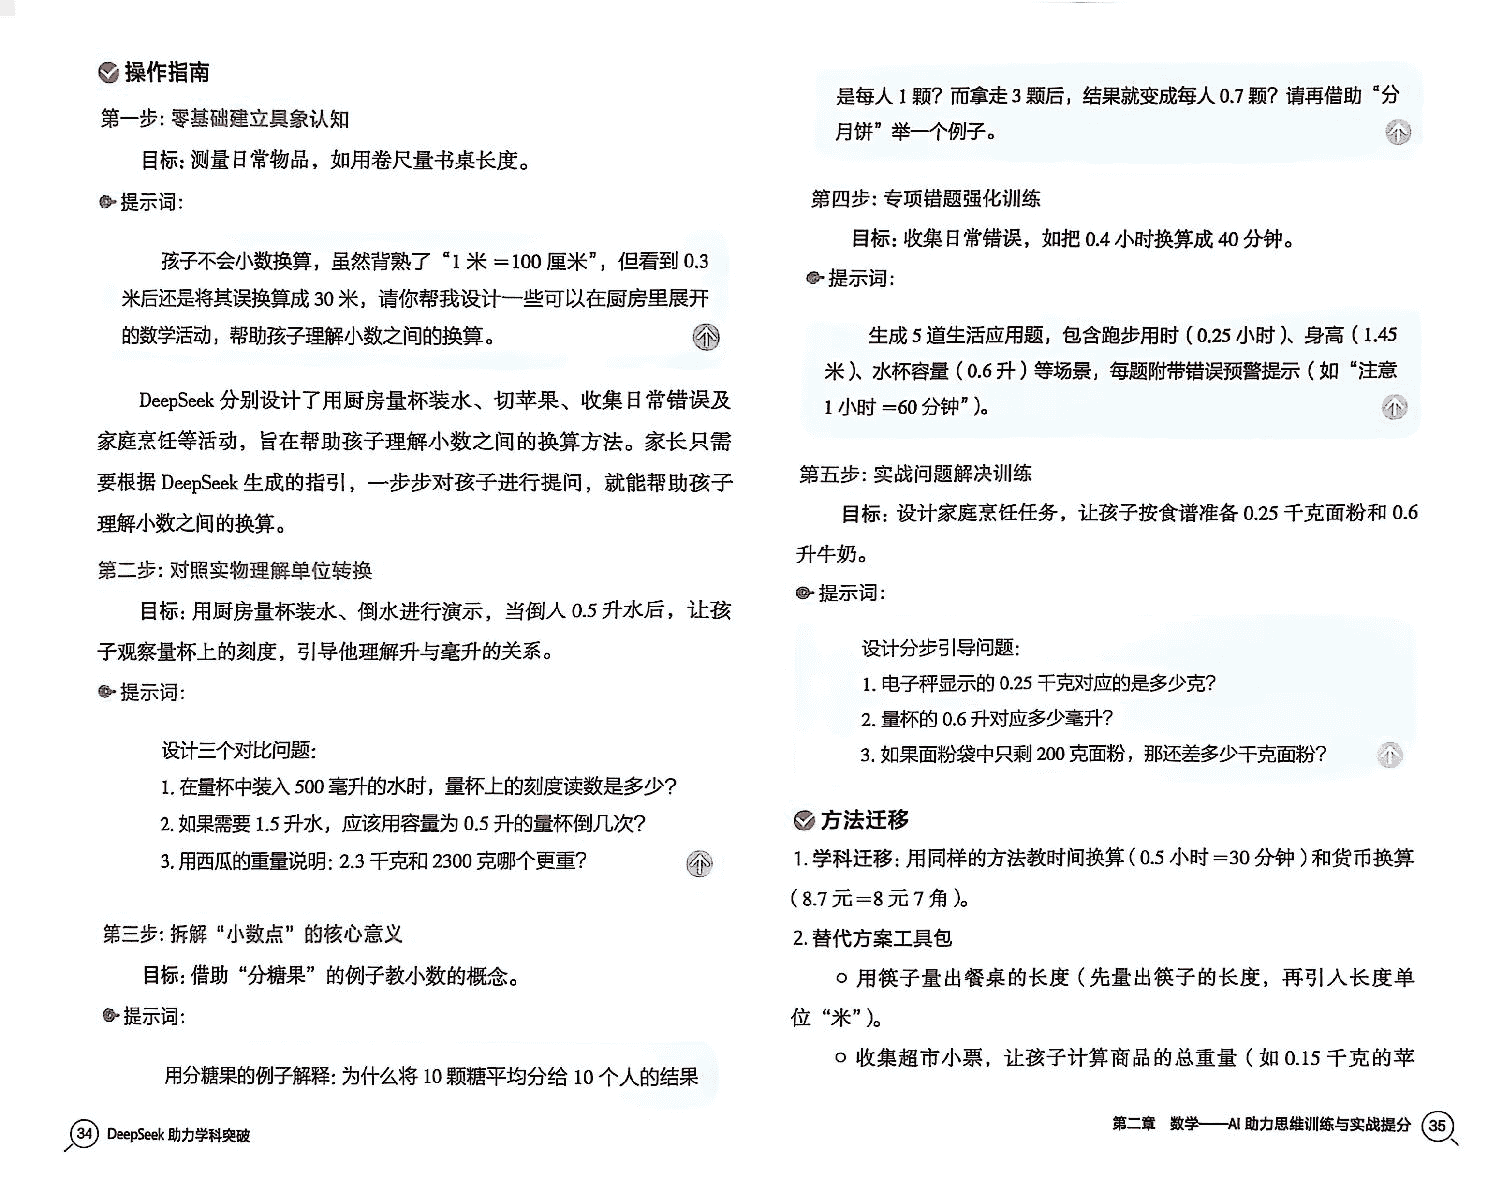 操作指南
第一步：零基础建立具象认知
目标：测量日常物品，如用卷尺量书桌长度。
提示词：
孩子不会小数换算，虽然背熟了“1 米 =100 厘米”，但看到 0.3
米后还是将其误换算成 30 米，请你帮我设计一些可以在厨房里展开
的数学活动，帮助孩子理解小数之间的换算。
DeepSeek 分别设计了用厨房量杯装水、切苹果、收集日常错误及
家庭烹饪等活动，旨在帮助孩子理解小数之间的换算方法。家长只需
要根据 DeepSeek 生成的指引，一步步对孩子进行提问，就能帮助孩子
理解小数之间的换算。
第二步：对照实物理解单位转换
目标：用厨房量杯装水、倒水进行演示，当倒入 0.5 升水后，让孩
子观察量杯上的刻度，引导他理解升与毫升的关系。
提示词：
设计三个对比问题：
1. 在量杯中装入 500 毫升的水时，量杯上的刻度读数是多少？
2. 如果需要 1.5 升水，应该用容量为 0.5 升的量杯倒几次？
3. 用西瓜的重量说明：2.3 千克和 2300 克哪个更重？
第三步：拆解“小数点”的核心意义
目标：借助“分糖果”的例子教小数的概念。
提示词：
用分糖果的例子解释：为什么将 10 颗糖平均分给 10 个人的结果
34 DeepSeek 助力学科突破
是每人 1 颗？而拿走 3 颗后，结果就变成每人 0.7 颗？请再借助“分
月饼”举一个例子。
第四步：专项错题强化训练
目标：收集日常错误，如把 0.4 小时换算成 40 分钟。
提示词：
生成 5 道生活应用题，包含跑步用时（0.25 小时）、身高（1.45
米）、水杯容量（0.6 升）等场景，每题附带错误预警提示（如“注意
1 小时 =60 分钟”）。
第五步：实战问题解决训练
目标：设计家庭烹饪任务，让孩子按食谱准备 0.25 千克面粉和 0.6
升牛奶。
提示词：
设计分步引导问题：
1. 电子秤显示的 0.25 千克对应的是多少克？
2. 量杯的 0.6 升对应多少毫升？
3. 如果面粉袋中只剩 200 克面粉，那还差多少千克面粉？
方法迁移
1. 学科迁移：用同样的方法教时间换算（0.5 小时 =30 分钟）和货币换算
（8.7 元 =8 元 7 角）。
2. 替代方案工具包
○ 用筷子量出餐桌的长度（先量出筷子的长度，再引入长度单
位“米”）。
○ 收集超市小票，让孩子计算商品的总重量（如 0.15 千克的苹
第二章 数学——AI 助力思维训练与实战提分 35